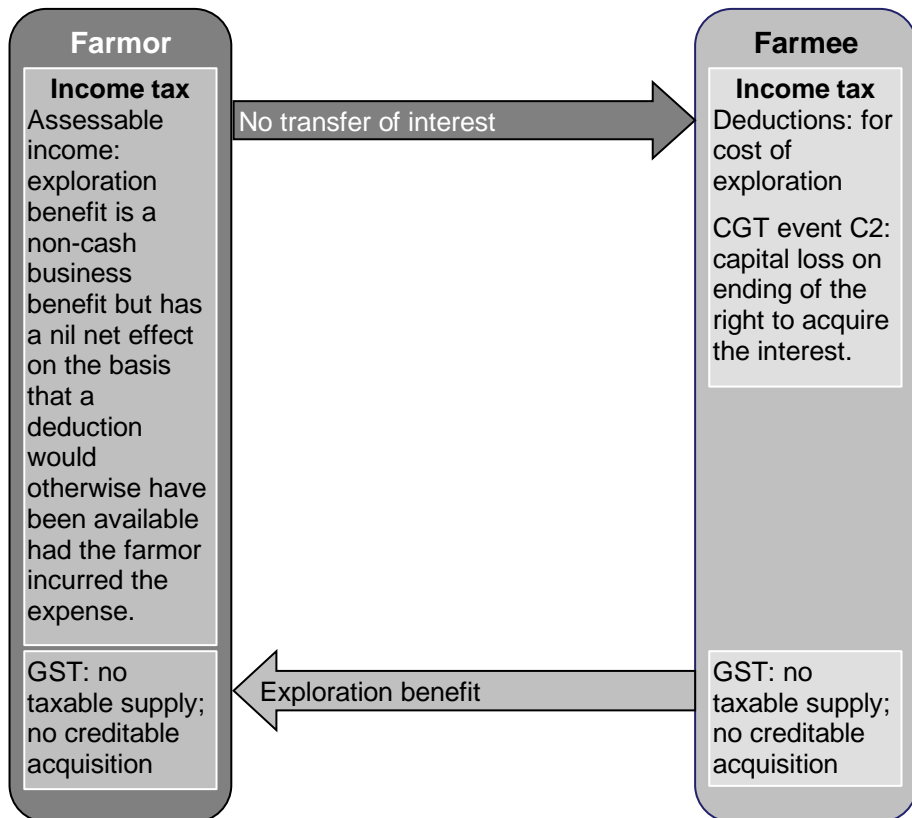 Farmor
Income tax
Assessable
income:
exploration
benefit is a
non-cash
business
benefit but has
a nil net effect
on the basis
that a
deduction
would
otherwise have
been available
had the farmor
incurred the
expense.
GST: no
taxable supply;
no creditable
acquisition
No transfer of interest
Exploration benefit
Farmee
Income tax
Deductions: for
cost of
exploration
CGT event C2:
capital loss on
ending of the
right to acquire
the interest.
GST: no
taxable supply;
no creditable
acquisition